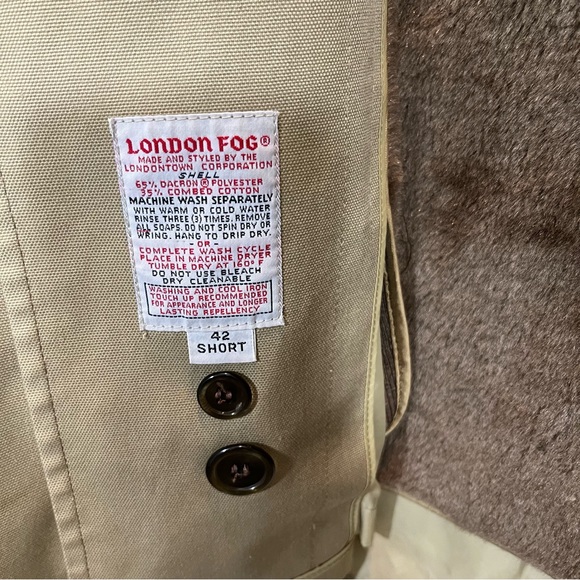 LONDON FOG®
MADE AND STYLED BY THE
LONDONTOWN CORPORATION
SHELL
65% DACRON® POLYESTER
35% COMBED COTTON
MACHINE WASH SEPARATELY
WITH WARM OR COLD WATER
RINSE THREE (3) TIMES. REMOVE
ALL SOAPS. DO NOT SPIN DRY OR
WRING. HANG TO DRIP DRY.
- OR -
COMPLETE WASH CYCLE
PLACE IN MACHINE DRYER
TUMBLE DRY AT 160° F
DO NOT USE BLEACH
DRY CLEANABLE
WASHING AND COOL IRON
TOUCH UP RECOMMENDED
FOR APPEARANCE AND LONGER
LASTING REPELLENCY.
42
SHORT